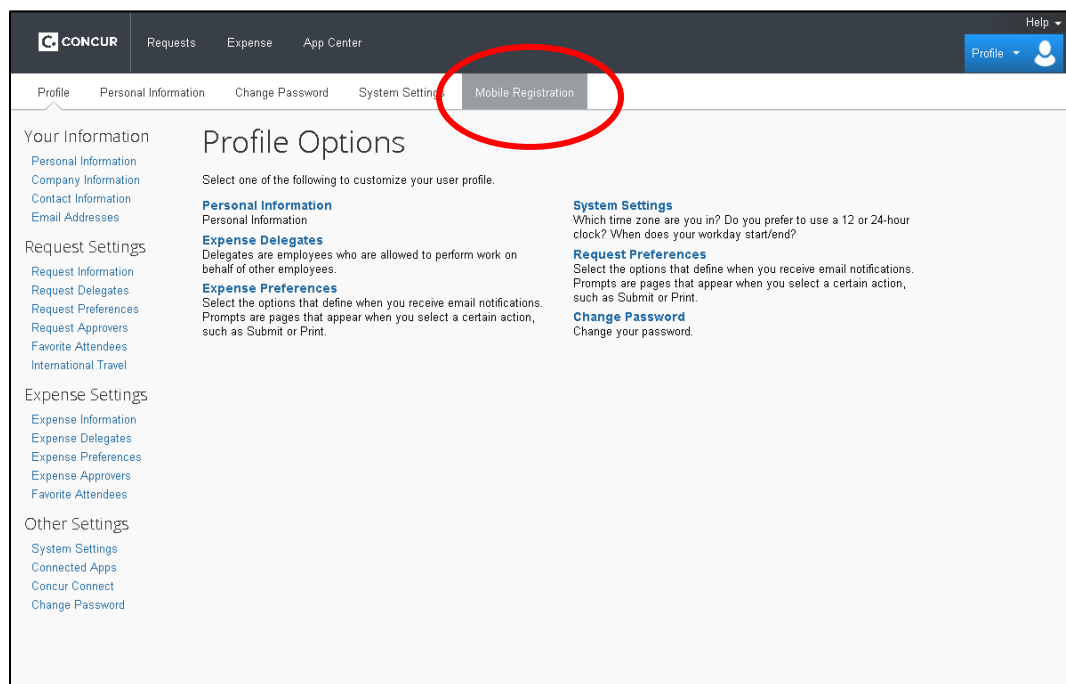 Help
CONCUR
Requests
Expense
App Center
Profile
Profile
Personal Information
Change Password
System Settings
Mobile Registration
Your Information
Personal Information
Company Information
Contact Information
Email Addresses
Request Settings
Request Information
Request Delegates
Request Preferences
Request Approvers
Favorite Attendees
International Travel
Expense Settings
Expense Information
Expense Delegates
Expense Preferences
Expense Approvers
Favorite Attendees
Other Settings
System Settings
Connected Apps
Concur Connect
Change Password
Profile Options
Select one of the following to customize your user profile.
Personal Information
Personal Information
Expense Delegates
Delegates are employees who are allowed to perform work on
behalf of other employees.
Expense Preferences
Select the options that define when you receive email notifications.
Prompts are pages that appear when you select a certain action,
such as Submit or Print.
System Settings
Which time zone are you in? Do you prefer to use a 12 or 24-hour
clock? When does your workday start/end?
Request Preferences
Select the options that define when you receive email notifications.
Prompts are pages that appear when you select a certain action,
such as Submit or Print.
Change Password
Change your password.